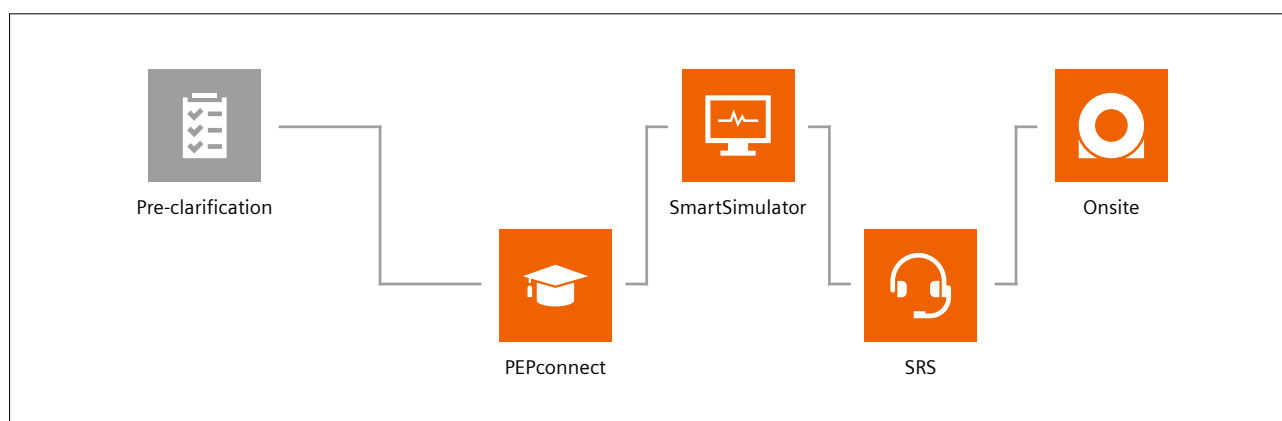 Pre-clarification
PEPconnect
SmartSimulator
SRS
Onsite